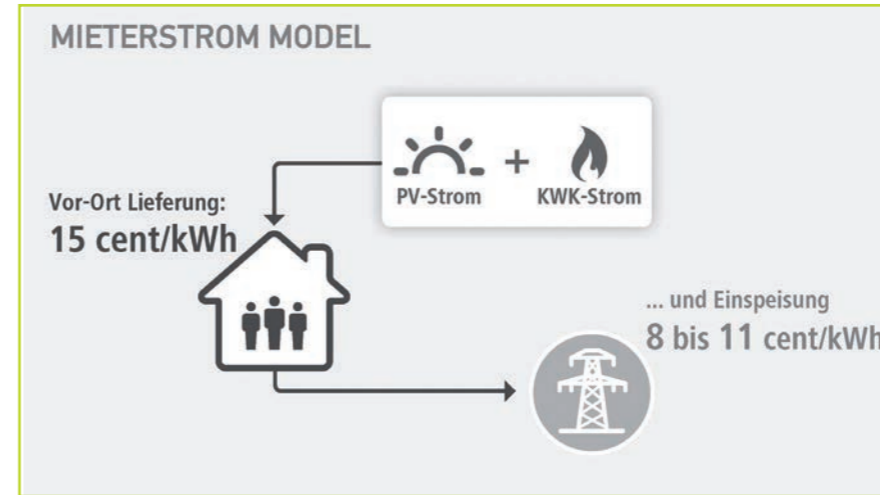 MIETERSTROM MODEL
PV-Strom + KWK-Strom
Vor-Ort Lieferung:
15 cent/kWh
... und Einspeisung
8 bis 11 cent/kWh